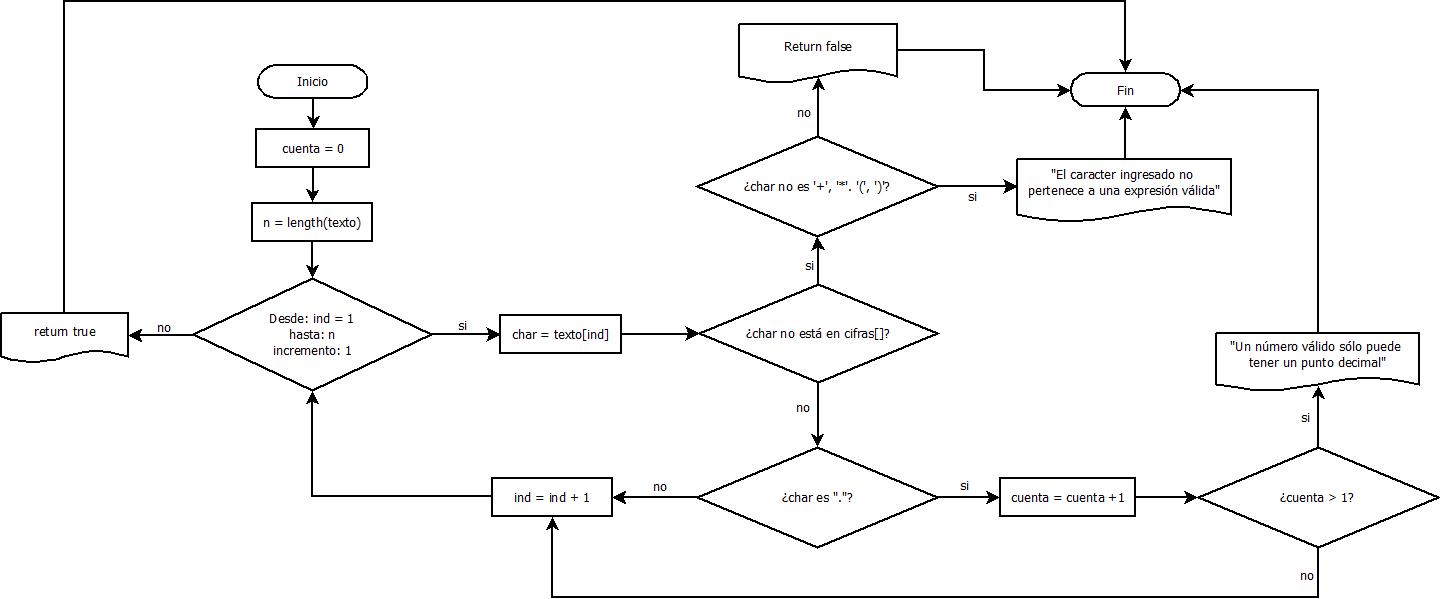 Inicio
cuenta = 0
n = length(texto)
Desde: ind = 1
hasta: n
incremento: 1
no
return true
si
char = texto[ind]
¿char no está en cifras[]?
si
¿char no es '+', '*'. '(', ')'?
no
Return false
si
"El caracter ingresado no
pertenece a una expresión válida"
Fin
no
¿char es "."?
no
ind = ind + 1
si
cuenta = cuenta +1
¿cuenta > 1?
si
"Un número válido sólo puede
tener un punto decimal"
no